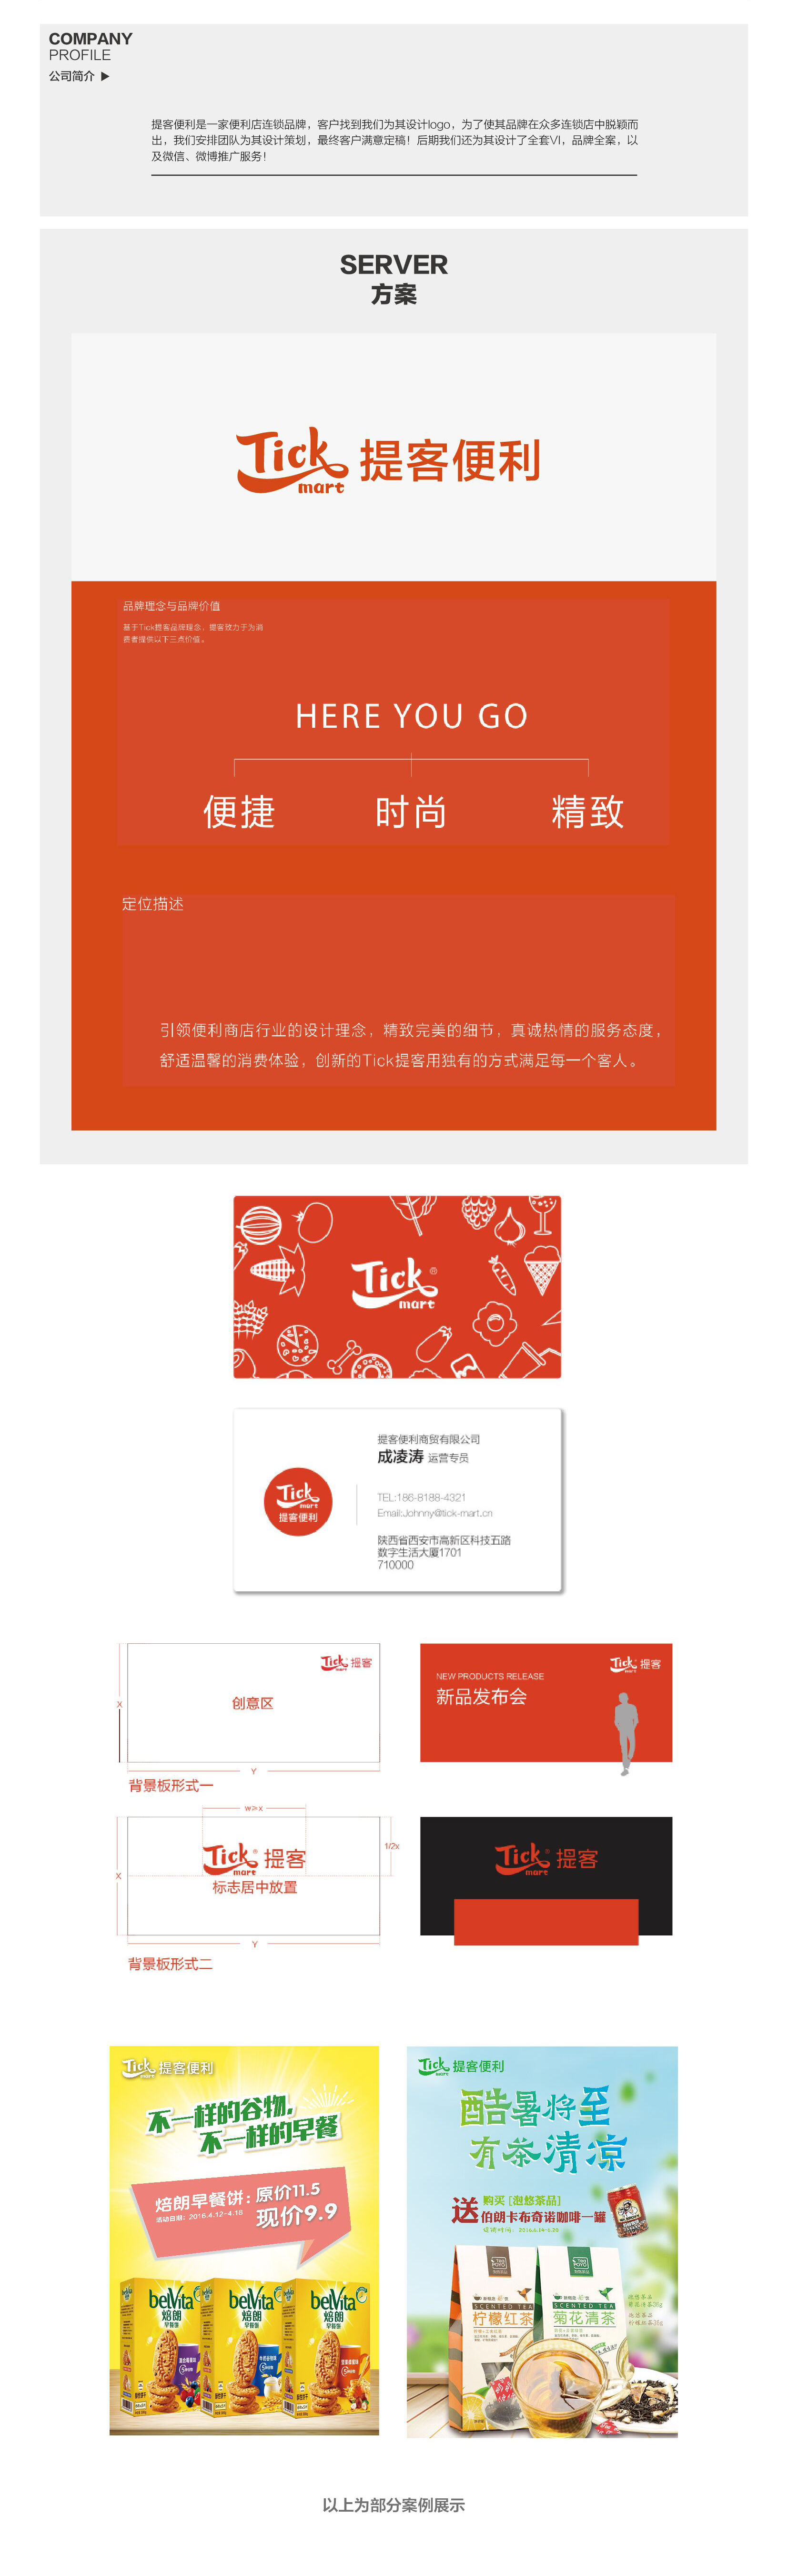 COMPANY
PROFILE
公司简介
提客便利是一家便利店连锁品牌，客户找到我们为其设计logo，为了使其品牌在众多连锁店中脱颖而
出，我们安排团队为其设计策划，最终客户满意定稿！后期我们还为其设计了全套VI，品牌全案，以
及微信、微博推广服务！
SERVER
方案
Tick
mart
提客便利
品牌理念与品牌价值
基于Tick提客品牌理念，提客致力于为消
费者提供以下三点价值。
HERE YOU GO
便捷 时尚 精致
定位描述
引领便利商店行业的设计理念，精致完美的细节，真诚热情的服务态度，
舒适温馨的消费体验，创新的Tick提客用独有的方式满足每一个客人。
Tick®
mart
提客便利商贸有限公司
成凌涛 运营专员
Tick
mart
提客便利
TEL:186-8188-4321
Email:Johnny@tick-mart.cn
陕西省西安市高新区科技五路
数字生活大厦1701
710000
Tick 提客
mart
创意区
X
Y
背景板形式一
NEW PRODUCTS RELEASE
新品发布会
Tick 提客
mart
1/2x
Tick® 提客
mart
标志居中放置
X
Y
背景板形式二
Tick® 提客
mart
Tick 提客便利
mart
不一样的谷物，
不一样的早餐
焙朗早餐饼：原价11.5
活动日期：2016.4.12-4.18
现价9.9
belVita
焙朗
早餐饼
belVita
焙朗
早餐饼
belVita
焙朗
早餐饼
Tick 提客便利
mart
酷暑将至
有茶清凉
送
购买［泡悠茶品］
伯朗卡布奇诺咖啡一罐
SCENTED TEA
柠檬红茶
SCENTED TEA
菊花清茶
以上为部分案例展示